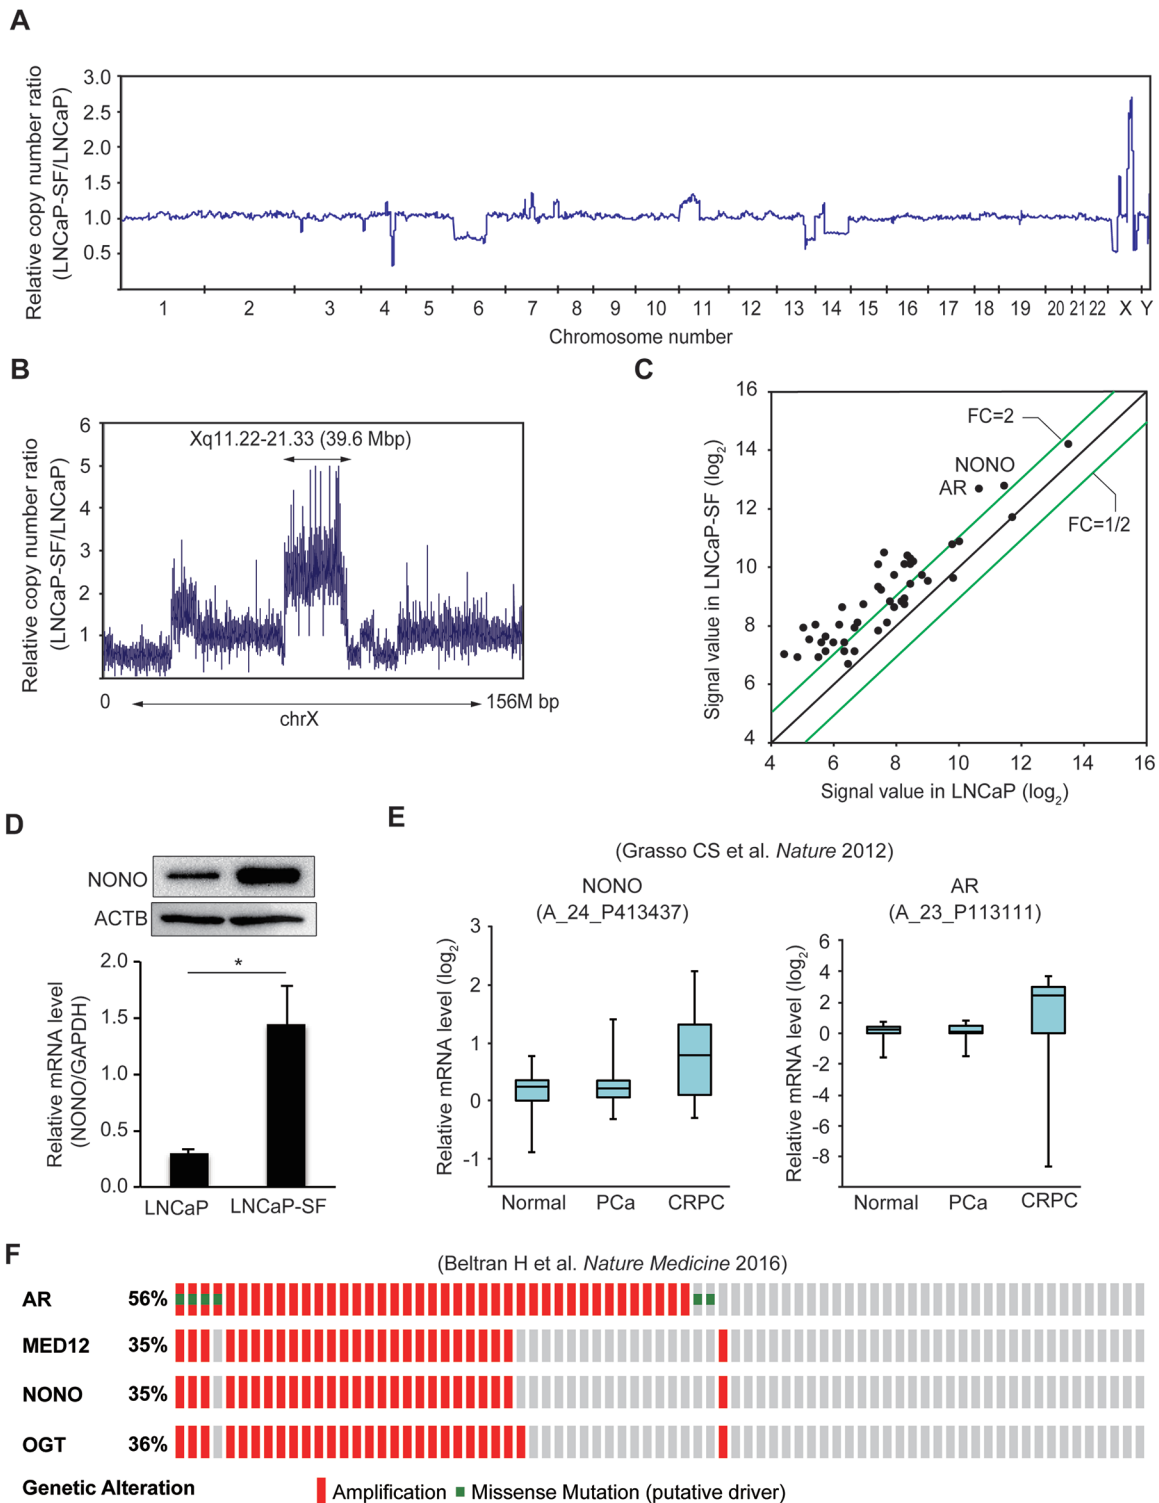 A
Relative copy number ratio
(LNCaP-SF/LNCaP)
3.0
2.5
2.0
1.5
1.0
0.5
1 2 3 4 5 6 7 8 9 10 11 12 13 14 15 16 17 18 19 20 21 22 X Y
Chromosome number
B
Relative copy number ratio
(LNCaP-SF/LNCaP)
6
5
4
3
2
1
Xq11.22-21.33 (39.6 Mbp)
0 156M bp
chrX
C
Signal value in LNCaP-SF (log2)
16
14
12
10
8
6
4
FC=2
NONO
AR
FC=1/2
4 6 8 10 12 14 16
Signal value in LNCaP (log2)
D
NONO
ACTB
Relative mRNA level
(NONO/GAPDH)
2.0
1.5
1.0
0.5
0.0
*
LNCaP LNCaP-SF
E
(Grasso CS et al. Nature 2012)
NONO
(A_24_P413437)
Relative mRNA level (log2)
3
2
1
0
-1
Normal PCa CRPC
AR
(A_23_P113111)
Relative mRNA level (log2)
6
4
2
0
-2
-4
-6
-8
Normal PCa CRPC
F
(Beltran H et al. Nature Medicine 2016)
AR 56%
MED12 35%
NONO 35%
OGT 36%
Genetic Alteration Amplification Missense Mutation (putative driver)